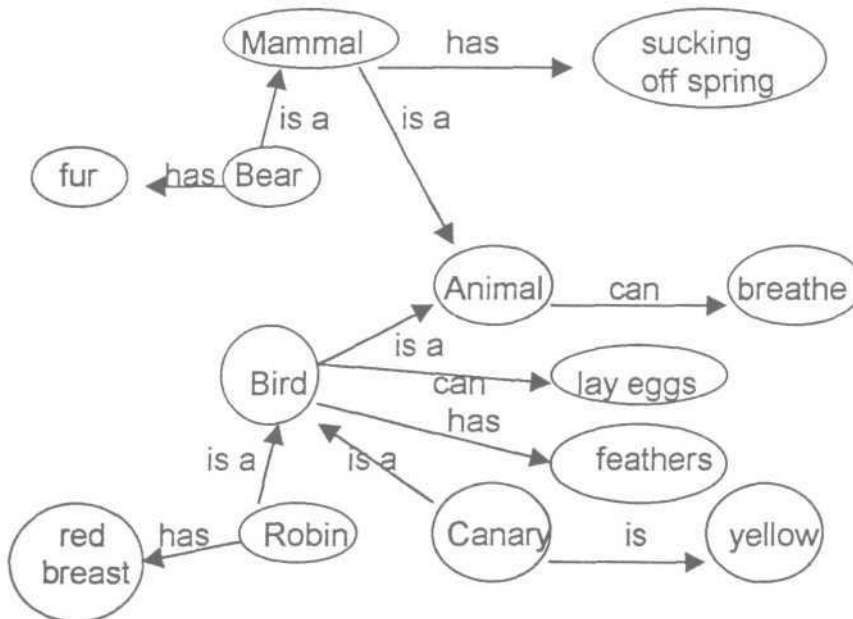 Mammal
has
sucking
off spring
is a
is a
fur
has
Bear
Animal
can
breathe
is a
Bird
can
lay eggs
has
feathers
is a
is a
red
breast
has
Robin
Canary
is
yellow